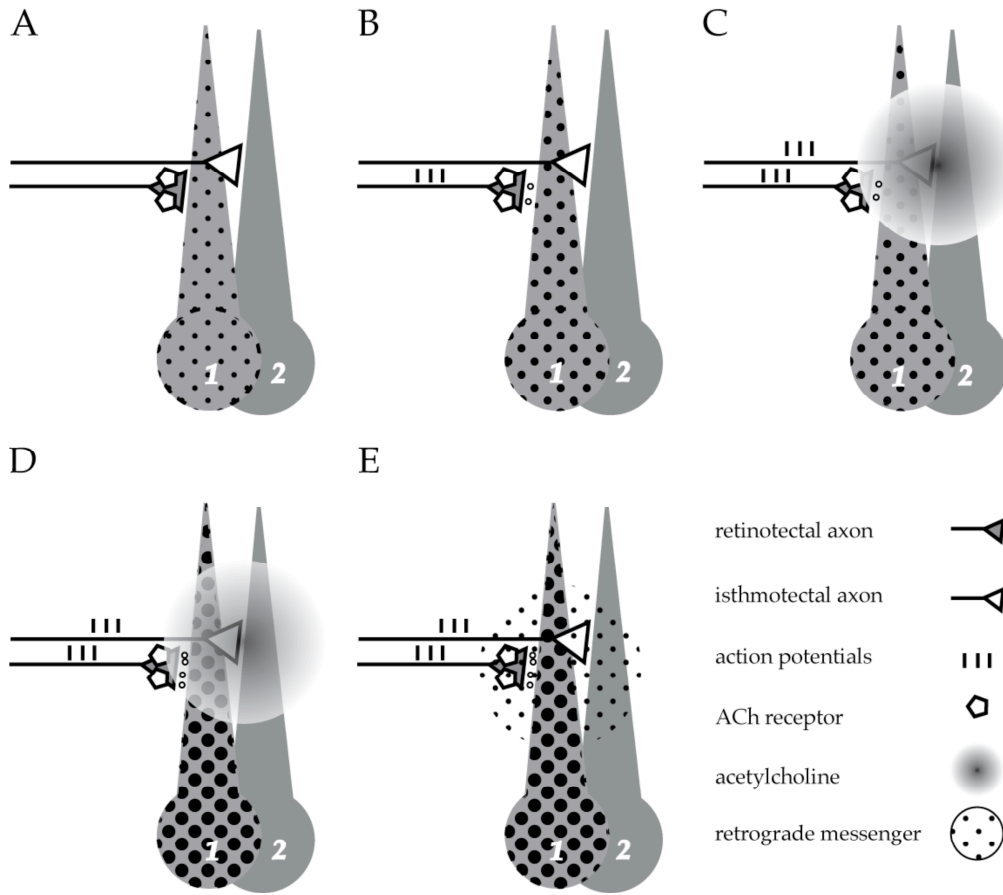 A B C
1 2 1 2 1 2
D E
retinotectal axon
isthmotectal axon
action potentials
ACh receptor
acetylcholine
retrograde messenger
1 2 1 2